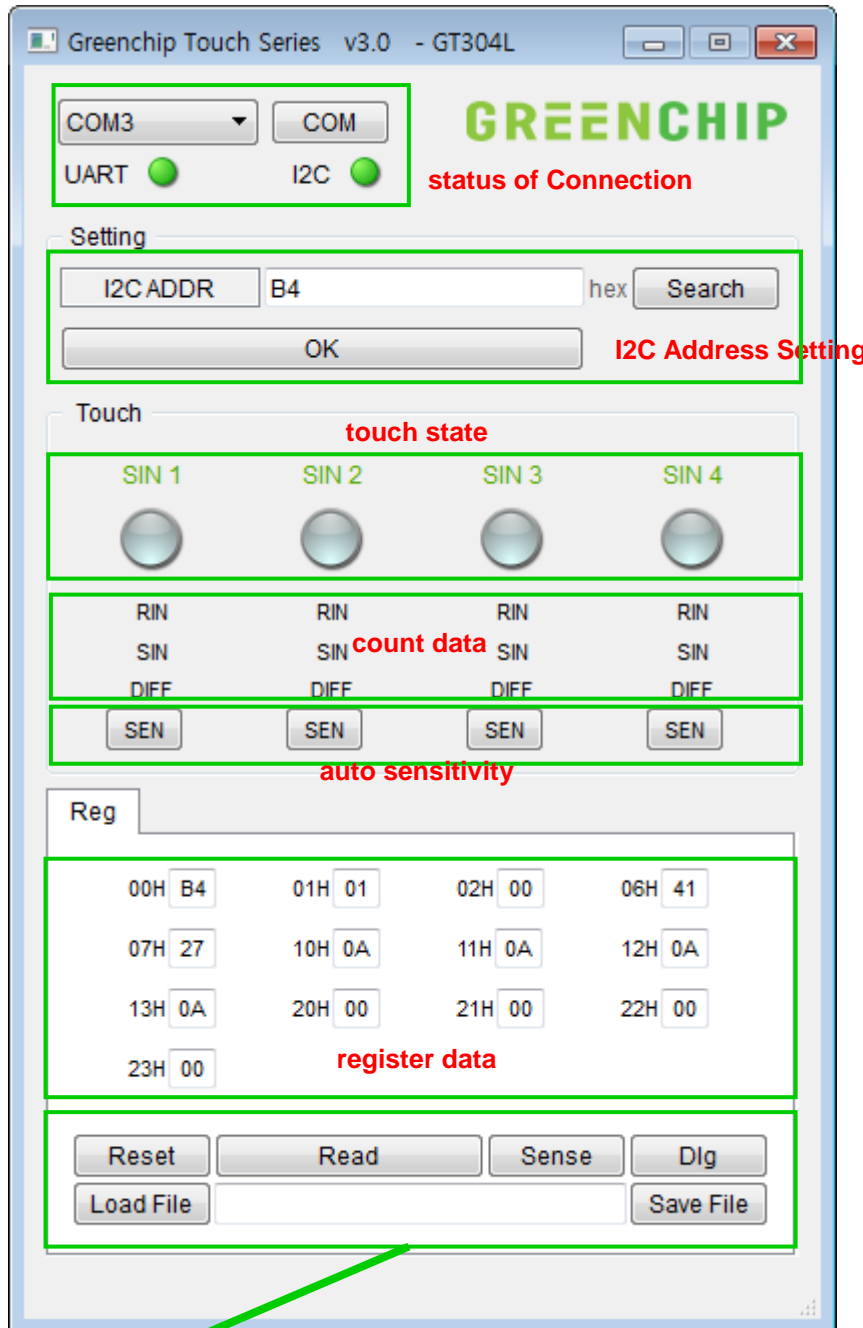 Greenchip Touch Series v3.0 - GT304L
COM3 COM GREENCHIP
UART I2C status of Connection
Setting
I2C ADDR B4 hex Search
OK I2C Address Setting
Touch
touch state
SIN 1 SIN 2 SIN 3 SIN 4
RIN RIN RIN RIN
SIN SIN count data SIN SIN
DIFF DIFF DIFF DIFF
SEN SEN SEN SEN
auto sensitivity
Reg
00H B4 01H 01 02H 00 06H 41
07H 27 10H 0A 11H 0A 12H 0A
13H 0A 20H 00 21H 00 22H 00
23H 00 register data
Reset Read Sense Dlg
Load File Save File